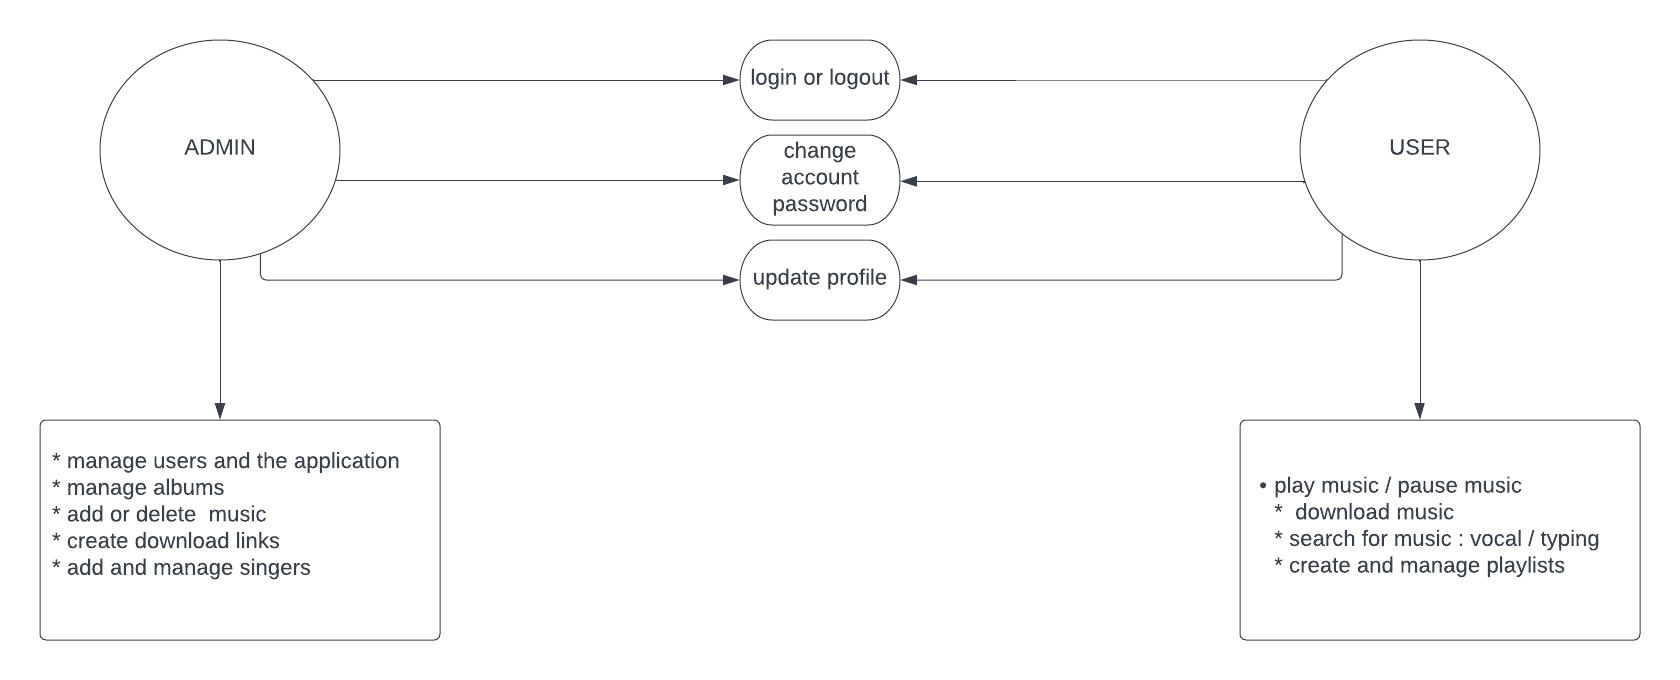 ADMIN
login or logout
USER
change
account
password
update profile
* manage users and the application
* manage albums
* add or delete  music
* create download links
* add and manage singers
• play music / pause music
*  download music
* search for music : vocal / typing
* create and manage playlists